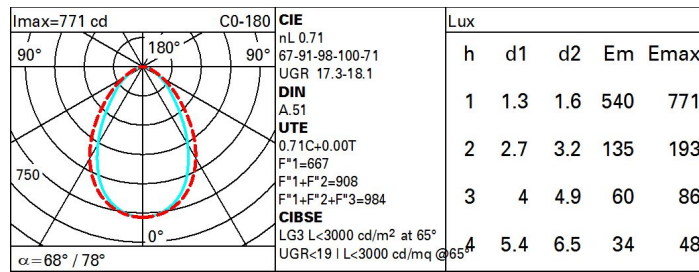 Imax=771 cd C0-180
90° 180° 90°
750
0°
α=68° / 78°
CIE
nL 0.71
67-91-98-100-71
UGR 17.3-18.1
DIN
A.51
UTE
0.71C+0.00T
F"1=667
F"1+F"2=908
F"1+F"2+F"3=984
CIBSE
LG3 L<3000 cd/m² at 65°
UGR<19 | L<3000 cd/mq @65°
Lux
h d1 d2 Em Emax
1 1.3 1.6 540 771
2 2.7 3.2 135 193
3 4 4.9 60 86
4 5.4 6.5 34 48